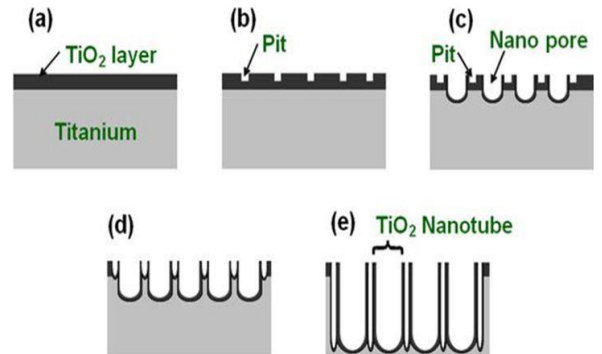 (a)
TiO₂ layer
Titanium
(b)
Pit
(c)
Pit
Nano pore
(d)
(e)
TiO₂ Nanotube